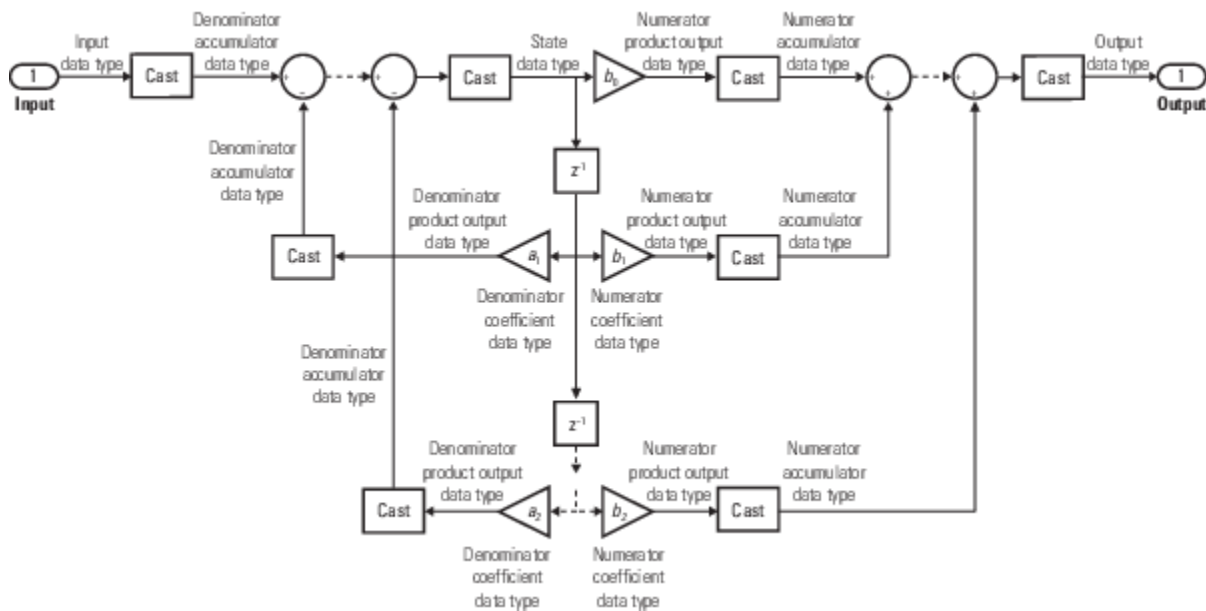 Input
data type
Denominator
accumulator
data type
State
data type
Numerator
product output
data type
Numerator
accumulator
data type
Output
data type
1
Input
Cast
+
−
+
−
Cast
b0
Cast
+
+
+
+
Cast
1
Output
z-1
Denominator
accumulator
data type
Denominator
product output
data type
Numerator
product output
data type
Numerator
accumulator
data type
Cast
a1
b1
Cast
Denominator
coefficient
data type
Numerator
coefficient
data type
Denominator
accumulator
data type
z-1
Denominator
product output
data type
Numerator
product output
data type
Numerator
accumulator
data type
Cast
a2
b2
Cast
Denominator
coefficient
data type
Numerator
coefficient
data type